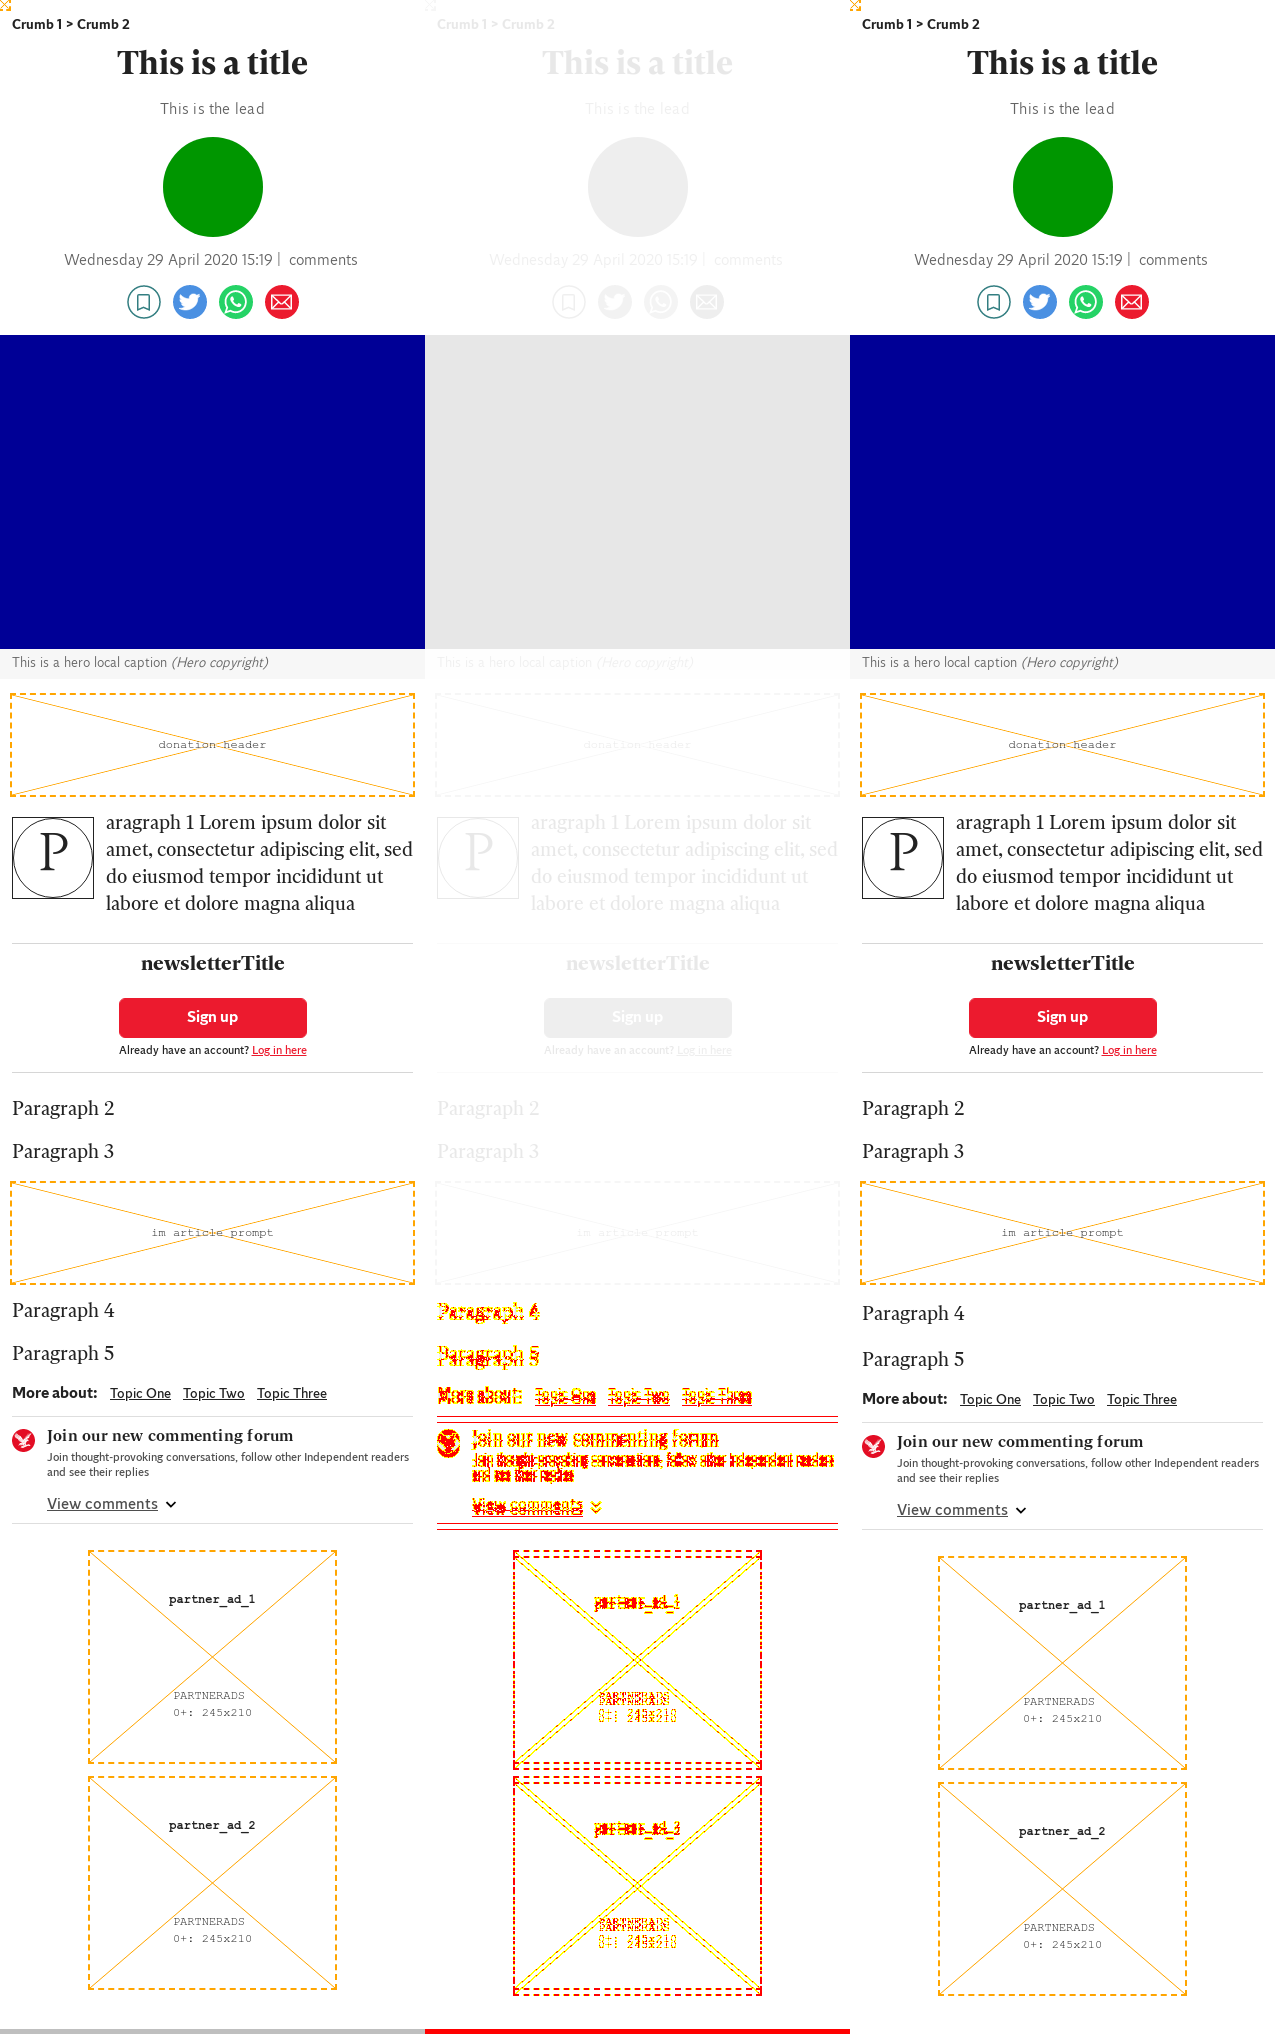 Crumb 1 > Crumb 2
This is a title
This is the lead
Wednesday 29 April 2020 15:19 | comments
This is a hero local caption (Hero copyright)
donation header
P
aragraph 1 Lorem ipsum dolor sit
amet, consectetur adipiscing elit, sed
do eiusmod tempor incididunt ut
labore et dolore magna aliqua
newsletterTitle
Sign up
Already have an account? Log in here
Paragraph 2
Paragraph 3
im article prompt
Paragraph 4
Paragraph 5
More about: Topic One Topic Two Topic Three
Join our new commenting forum
Join thought-provoking conversations, follow other Independent readers
and see their replies
View comments
partner_ad_1
PARTNERADS
0+: 245x210
partner_ad_2
PARTNERADS
0+: 245x210
Crumb 1 > Crumb 2
This is a title
This is the lead
Wednesday 29 April 2020 15:19 | comments
This is a hero local caption (Hero copyright)
donation header
P
aragraph 1 Lorem ipsum dolor sit
amet, consectetur adipiscing elit, sed
do eiusmod tempor incididunt ut
labore et dolore magna aliqua
newsletterTitle
Sign up
Already have an account? Log in here
Paragraph 2
Paragraph 3
im article prompt
Paragraph 4
Paragraph 5
More about: Topic One Topic Two Topic Three
Join our new commenting forum
View comments
partner_ad_1
PARTNERADS
0+: 245x210
partner_ad_2
PARTNERADS
0+: 245x210
Crumb 1 > Crumb 2
This is a title
This is the lead
Wednesday 29 April 2020 15:19 | comments
This is a hero local caption (Hero copyright)
donation header
P
aragraph 1 Lorem ipsum dolor sit
amet, consectetur adipiscing elit, sed
do eiusmod tempor incididunt ut
labore et dolore magna aliqua
newsletterTitle
Sign up
Already have an account? Log in here
Paragraph 2
Paragraph 3
im article prompt
Paragraph 4
Paragraph 5
More about: Topic One Topic Two Topic Three
Join our new commenting forum
Join thought-provoking conversations, follow other Independent readers
and see their replies
View comments
partner_ad_1
PARTNERADS
0+: 245x210
partner_ad_2
PARTNERADS
0+: 245x210